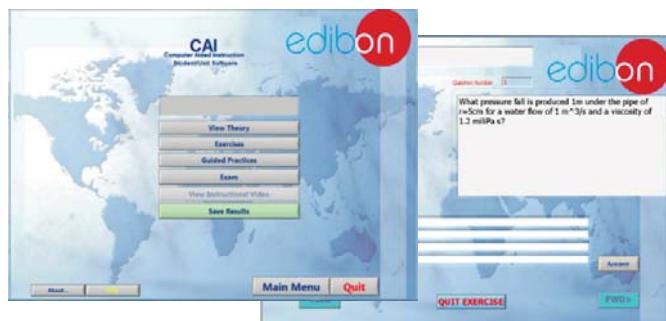 CAI
Computer Aided Instruction
Student/Unit Software
edibon
View Theory
Exercises
Guided Practices
Exam
View Instructional Video
Save Results
About...
Main Menu
Quit
edibon
Question Number
What pressure fall is produced 1m under the pipe of
r=5cm for a water flow of 1 m^3/s and a viscosity of
1.2 miliPa s?
Answer
QUIT EXERCISE
FWD>